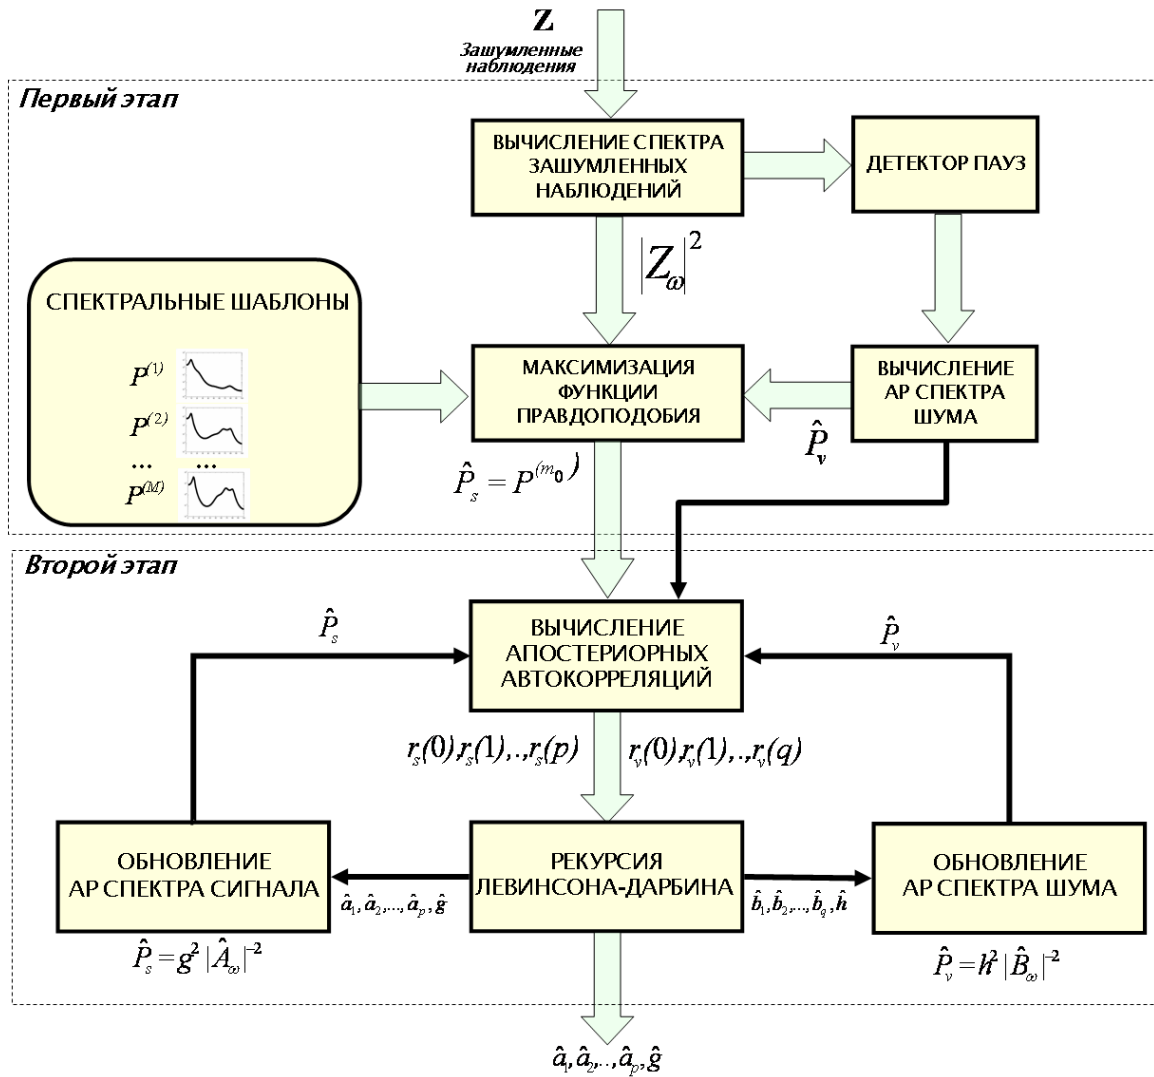 Z
Зашумленные
наблюдения
Первый этап
ВЫЧИСЛЕНИЕ СПЕКТРА
ЗАШУМЛЕННЫХ
НАБЛЮДЕНИЙ
ДЕТЕКТОР ПАУЗ
|Z_ω|²
СПЕКТРАЛЬНЫЕ ШАБЛОНЫ
P^(1)
P^(2)
... ...
P^(M)
МАКСИМИЗАЦИЯ
ФУНКЦИИ
ПРАВДОПОДОБИЯ
ВЫЧИСЛЕНИЕ
АР СПЕКТРА
ШУМА
P̂_v
P̂_s = P^(m_0)
Второй этап
ВЫЧИСЛЕНИЕ
АПОСТЕРИОРНЫХ
АВТОКОРРЕЛЯЦИЙ
P̂_s
P̂_v
r_s(0),r_s(1),..,r_s(p)
r_v(0),r_v(1),..,r_v(q)
ОБНОВЛЕНИЕ
АР СПЕКТРА СИГНАЛА
РЕКУРСИЯ
ЛЕВИНСОНА-ДАРБИНА
ОБНОВЛЕНИЕ
АР СПЕКТРА ШУМА
â_1,â_2,...,â_p,ĝ
b̂_1,b̂_2,...,b̂_q,ĥ
P̂_s = g² |Â_ω|⁻²
P̂_v = h² |B̂_ω|⁻²
â_1,â_2,..,â_p,ĝ